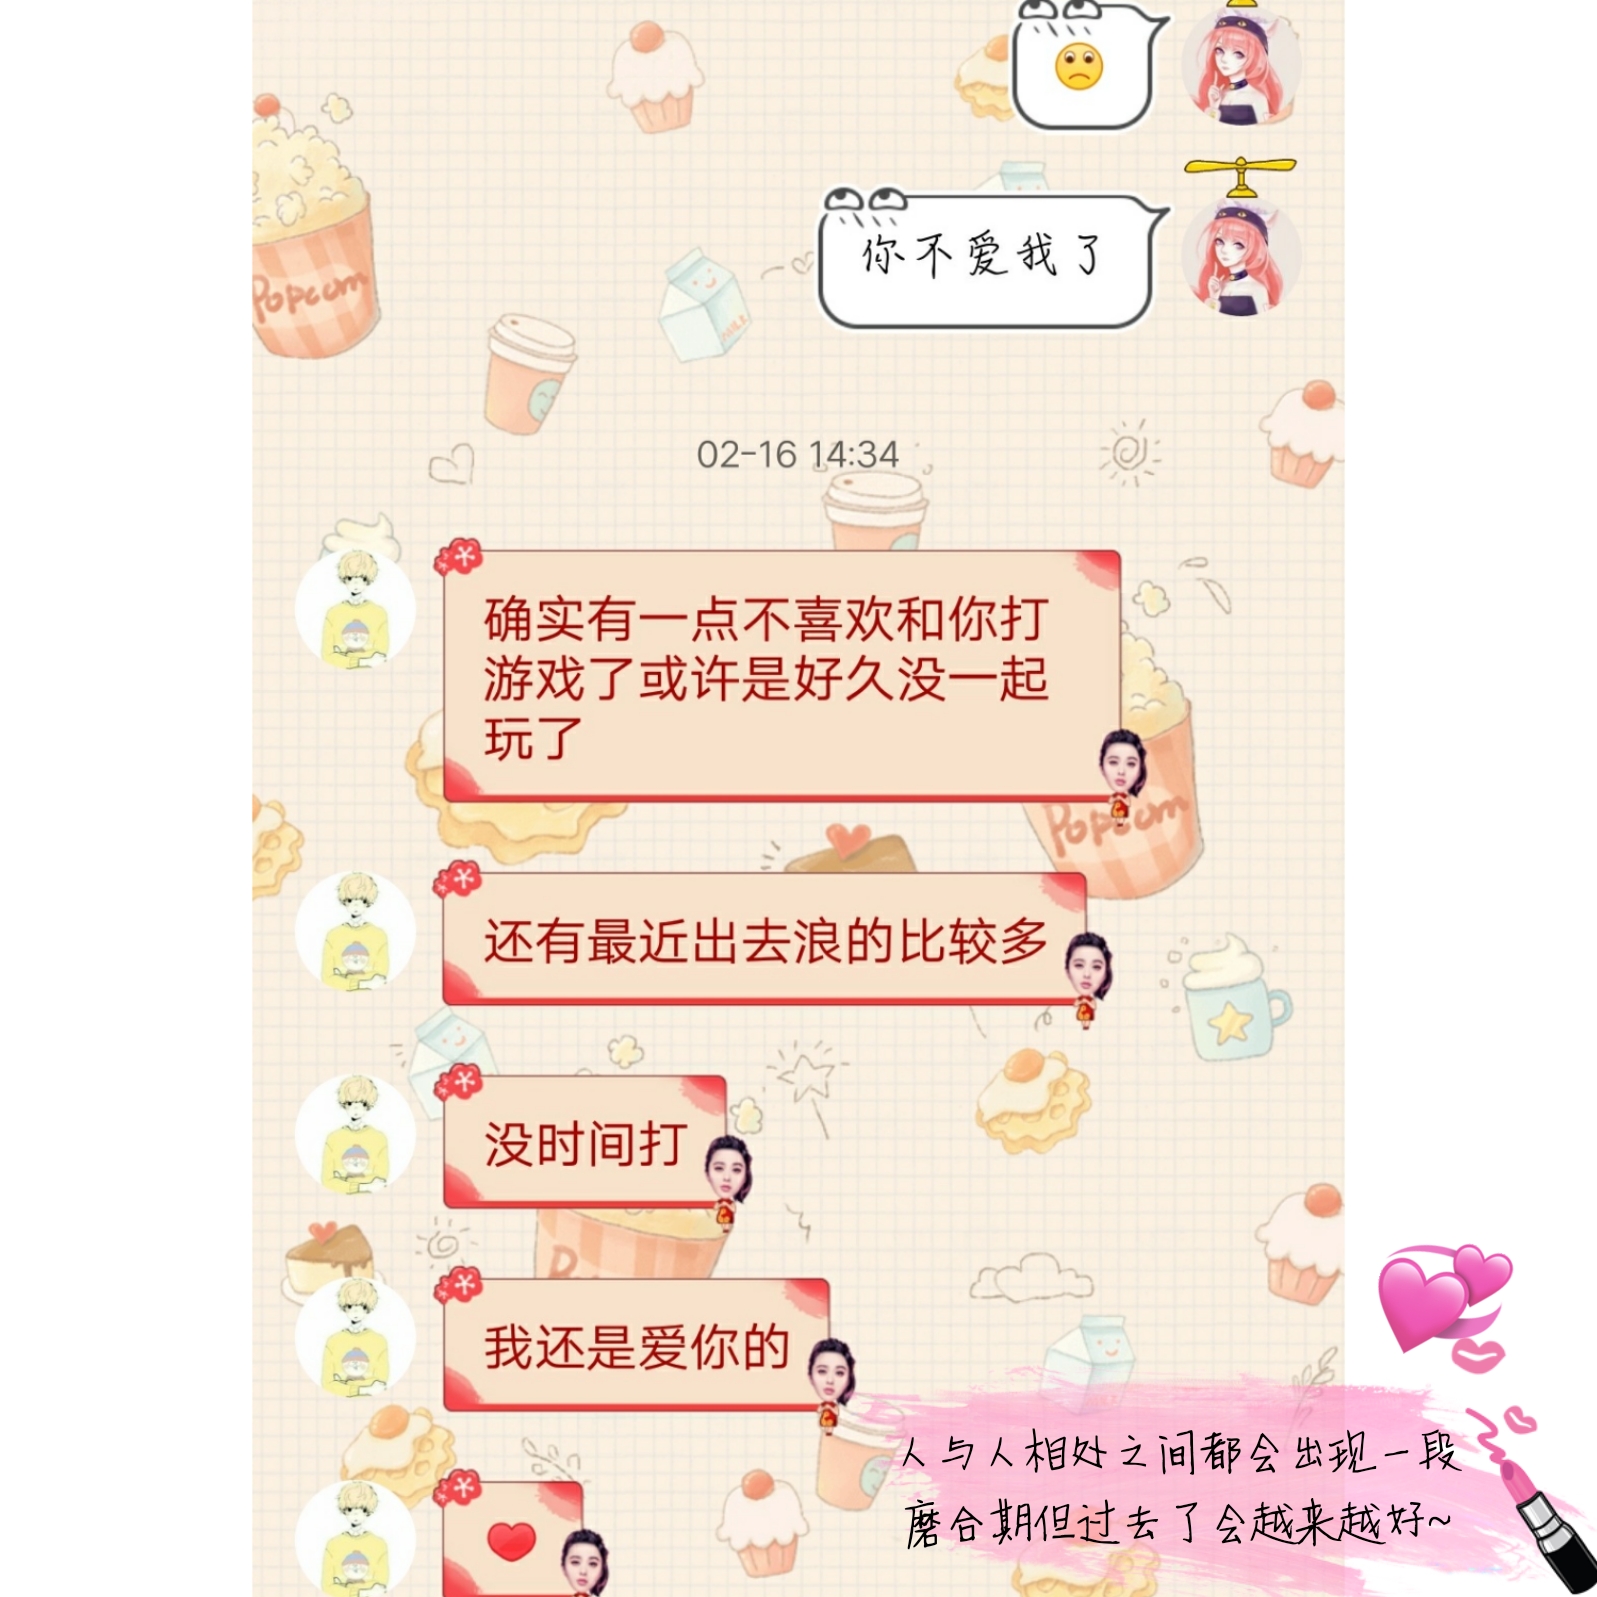 你不爱我了
02-16 14:34
确实有一点不喜欢和你打
游戏了或许是好久没一起
玩了
Popcorn
还有最近出去浪的比较多
没时间打
我还是爱你的
人与人相处之间都会出现一段
磨合期但过去了会越来越好~
Popcorn
MILK